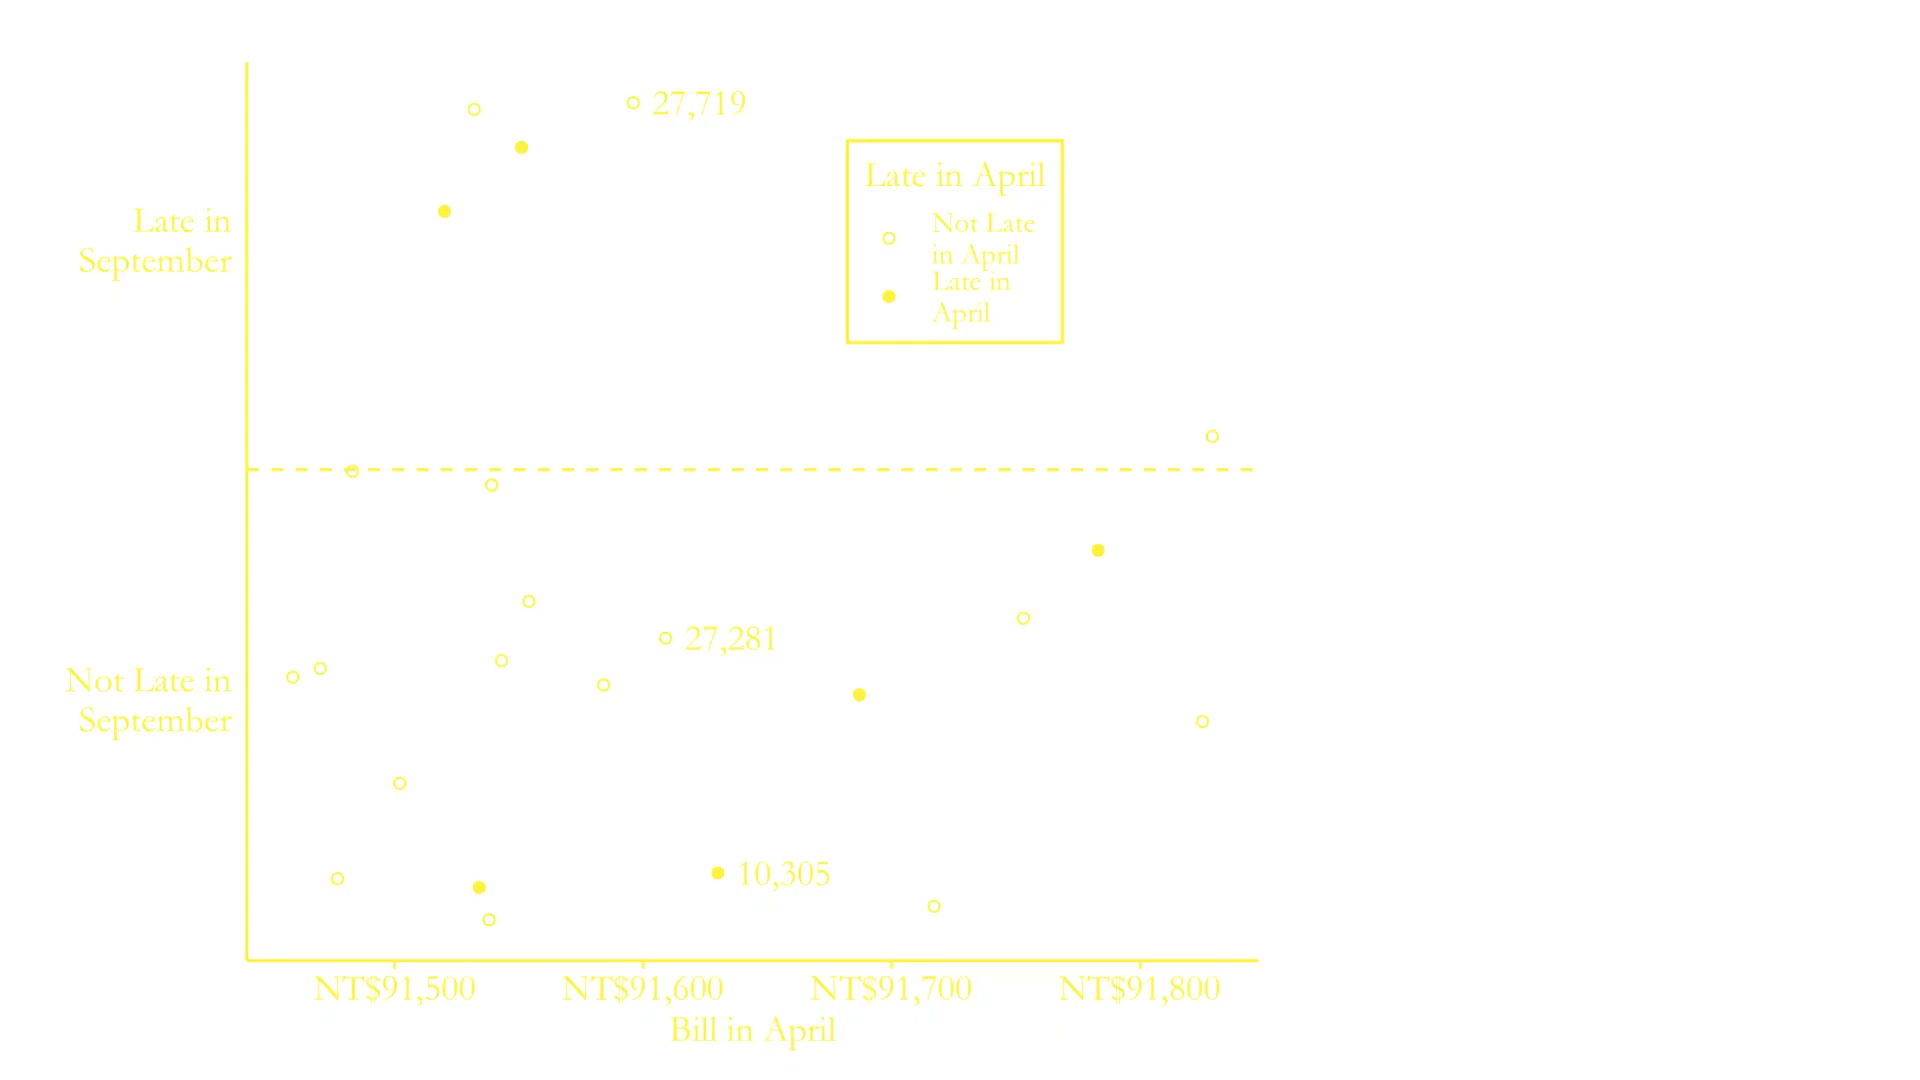 27,719
Late in April
Not Late
in April
Late in
April
Late in
September
27,281
Not Late in
September
10,305
NT$91,500
NT$91,600
NT$91,700
NT$91,800
Bill in April